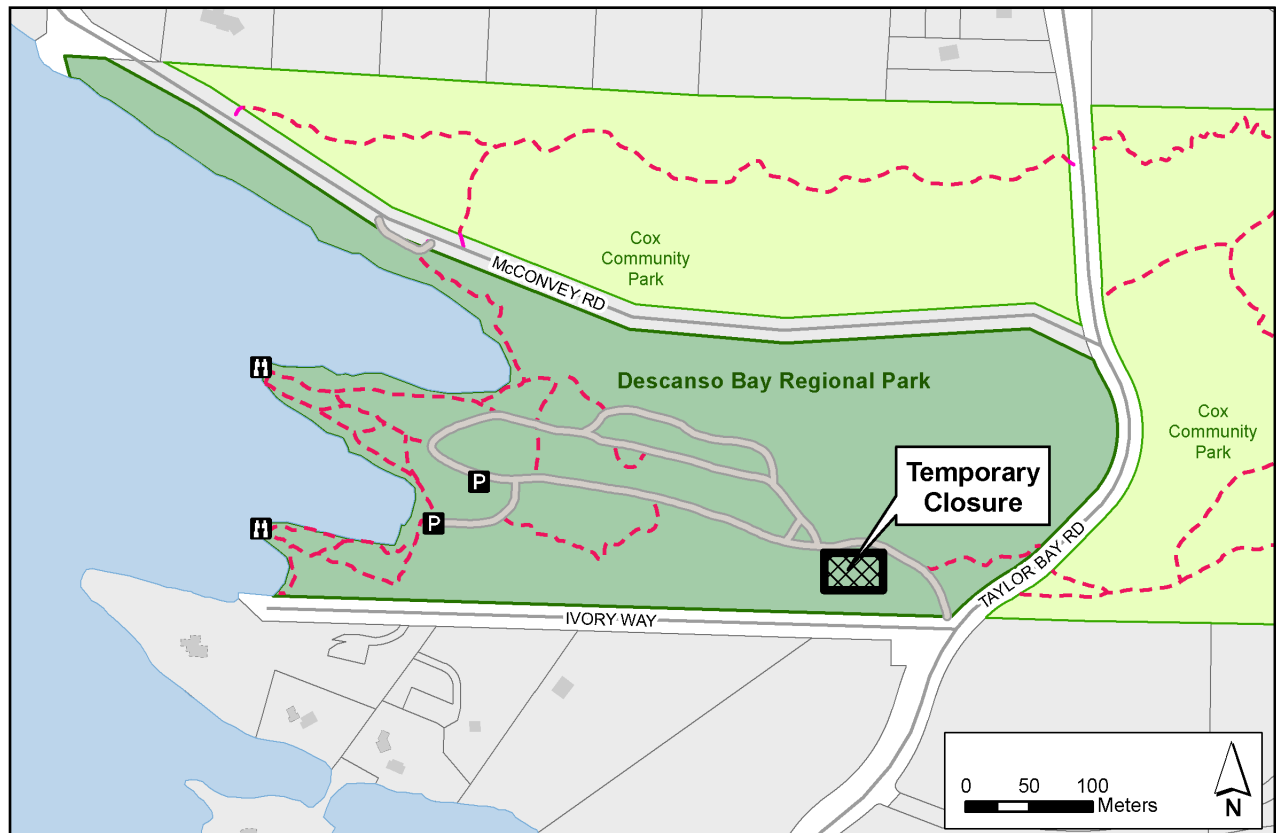 Cox
Community
Park
McCONVEY RD
Descanso Bay Regional Park
Cox
Community
Park
Temporary
Closure
P
P
TAYLOR BAY RD
IVORY WAY
0 50 100
Meters
N